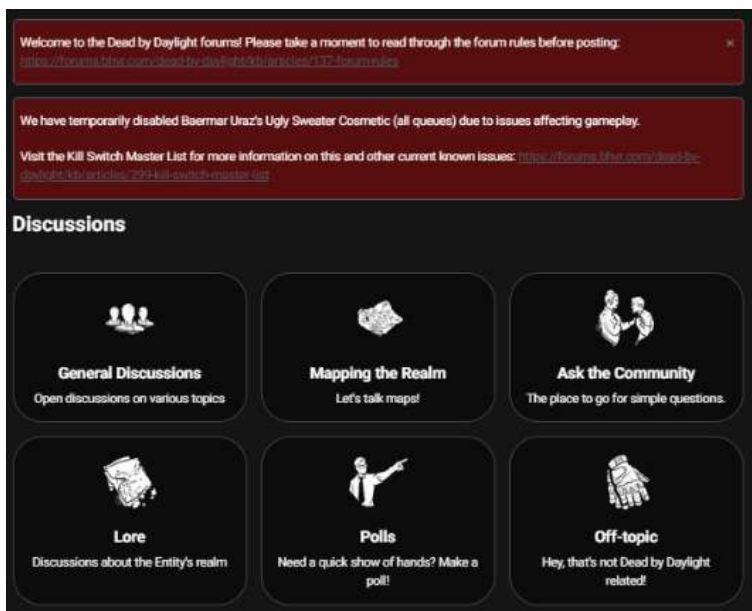 Welcome to the Dead by Daylight forums! Please take a moment to read through the forum rules before posting:
https://forums.bhvr.com/dead-by-daylight/kb/articles/137-forum-rules
We have temporarily disabled Baermar Uraz's Ugly Sweater Cosmetic (all queues) due to issues affecting gameplay.
Visit the Kill Switch Master List for more information on this and other current known issues: https://forums.bhvr.com/dead-by-
daylight/kb/articles/299-kill-switch-master-list
Discussions
General Discussions
Open discussions on various topics
Mapping the Realm
Let's talk maps!
Ask the Community
The place to go for simple questions.
Lore
Discussions about the Entity's realm
Polls
Need a quick show of hands? Make a
poll!
Off-topic
Hey, that's not Dead by Daylight
related!